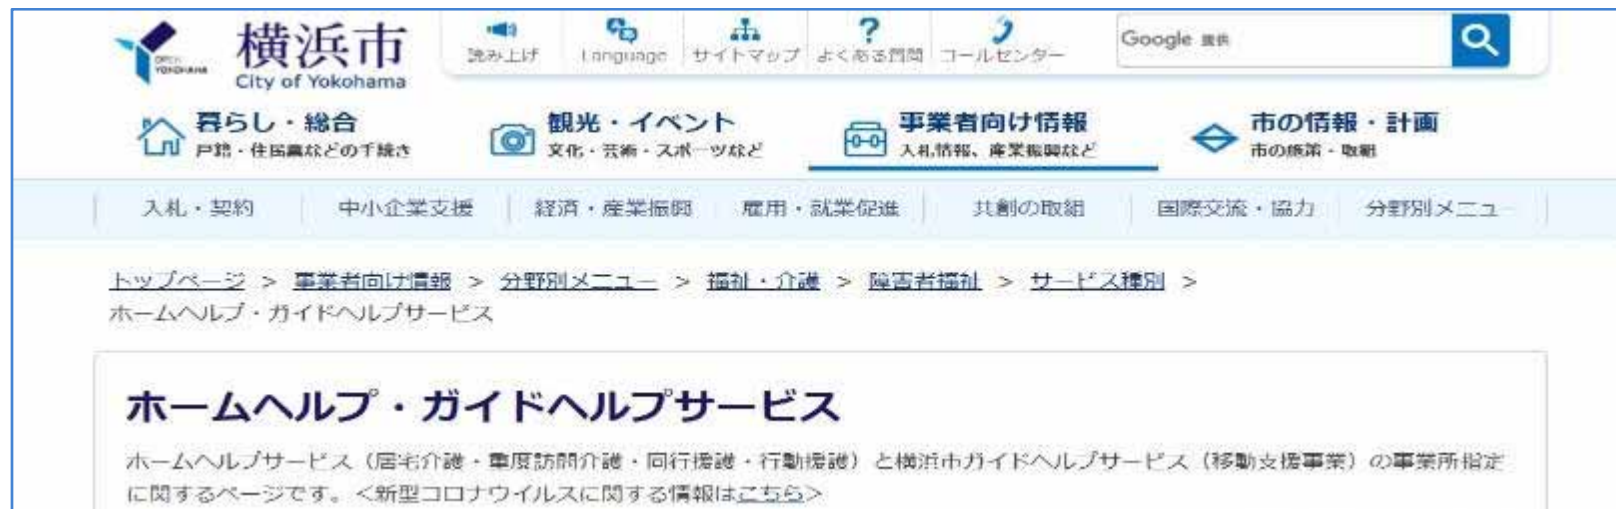 OPEN YOKOHAMA
横浜市
City of Yokohama
読み上げ
Language
サイトマップ
よくある質問
コールセンター
Google 提供
暮らし・総合
戸籍・住民票などの手続き
観光・イベント
文化・芸術・スポーツなど
事業者向け情報
入札情報、産業振興など
市の情報・計画
市の施策・取組
入札・契約
中小企業支援
経済・産業振興
雇用・就業促進
共創の取組
国際交流・協力
分野別メニュー
トップページ > 事業者向け情報 > 分野別メニュー > 福祉・介護 > 障害者福祉 > サービス種別 >
ホームヘルプ・ガイドヘルプサービス
ホームヘルプ・ガイドヘルプサービス
ホームヘルプサービス（居宅介護・重度訪問介護・同行援護・行動援護）と横浜市ガイドヘルプサービス（移動支援事業）の事業所指定
に関するページです。<新型コロナウイルスに関する情報はこちら>